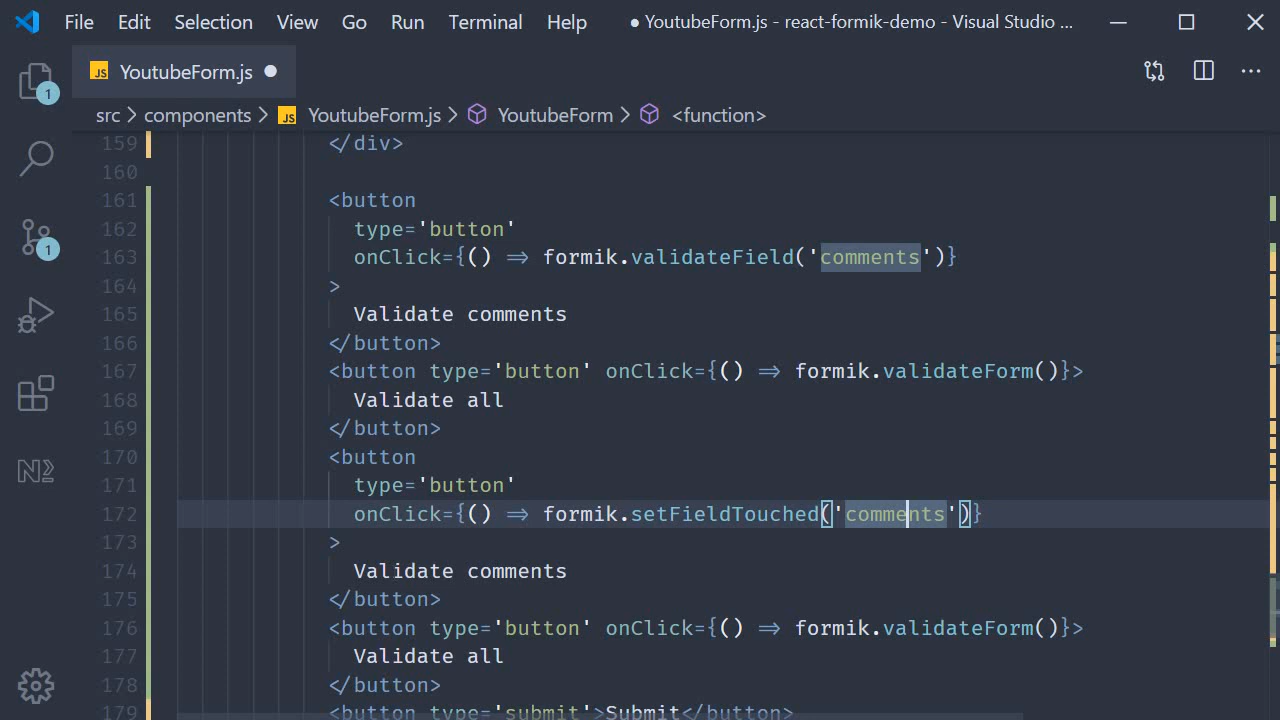 File Edit Selection View Go Run Terminal Help ● YoutubeForm.js - react-formik-demo - Visual Studio ...
JS YoutubeForm.js ●
1
src > components > JS YoutubeForm.js > YoutubeForm > <function>
159 </div>
160
161 <button
162 type='button'
163 onClick={() => formik.validateField('comments')}
164 >
165 Validate comments
166 </button>
167 <button type='button' onClick={() => formik.validateForm()}>
168 Validate all
169 </button>
170 <button
171 type='button'
172 onClick={() => formik.setFieldTouched('comments')}
173 >
174 Validate comments
175 </button>
176 <button type='button' onClick={() => formik.validateForm()}>
177 Validate all
178 </button>
179 <button type='submit'>Submit</button>
1